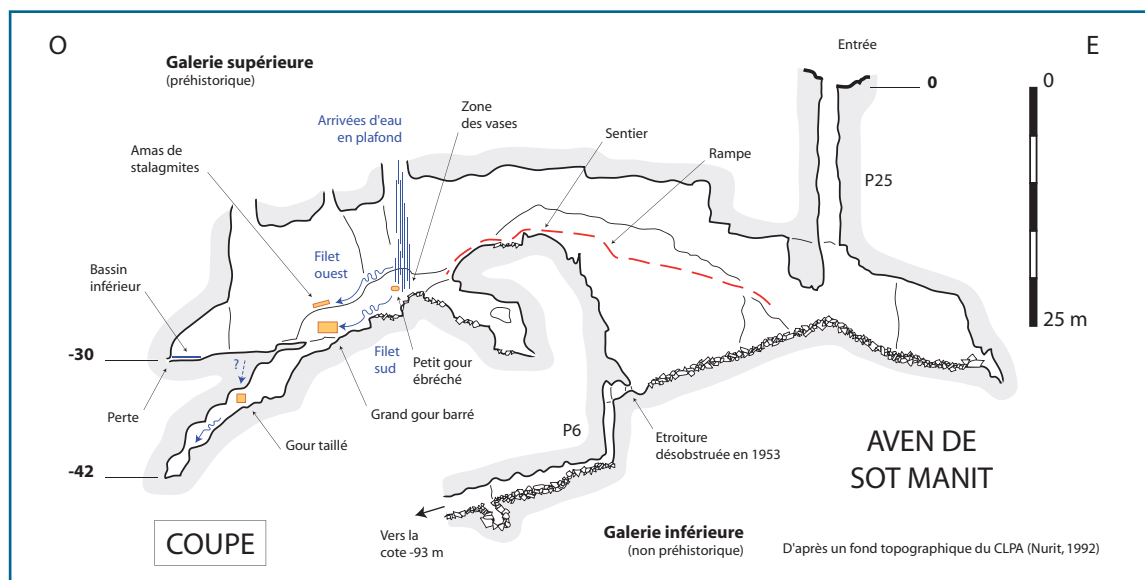 O
E
Entrée
Galerie supérieure
(préhistorique)
0
0
Zone
des vases
Arrivées d'eau
en plafond
Sentier
Amas de
stalagmites
Rampe
P25
Filet
ouest
Bassin
inférieur
25 m
-30
?
Filet
sud
Petit gour
ébréché
Perte
Grand gour barré
Gour taillé
P6
Etroiture
désobstruée en 1953
AVEN DE
SOT MANIT
-42
COUPE
Vers la
cote -93 m
Galerie inférieure
(non préhistorique)
D'après un fond topographique du CLPA (Nurit, 1992)